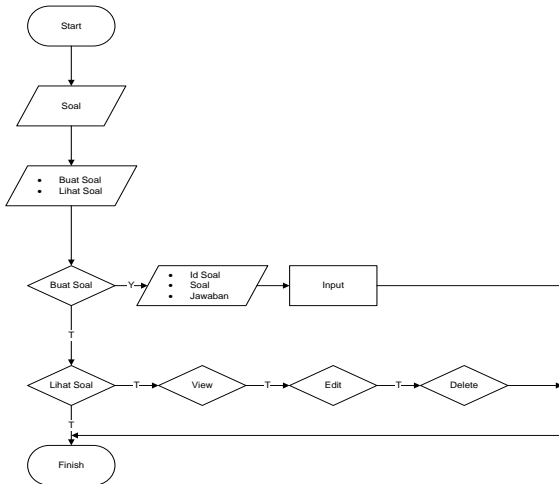 Start
Soal
• Buat Soal
• Lihat Soal
Buat Soal
Y
• Id Soal
• Soal
• Jawaban
Input
T
Lihat Soal
T
View
T
Edit
T
Delete
T
Finish